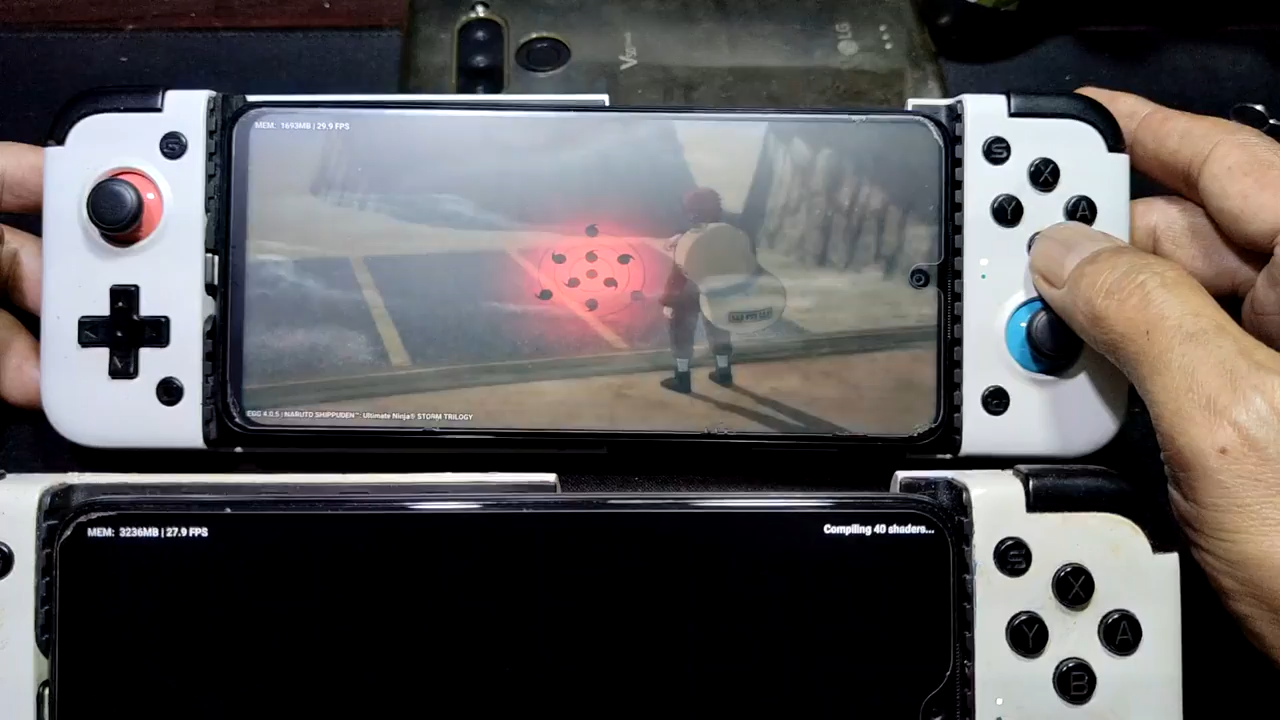 V50
LG
MEM: 1693MB | 29.9 FPS
S
X
Y
A
EGG 4.0.5 | NARUTO SHIPPUDEN™: Ultimate Ninja® STORM TRILOGY
MEM: 3236MB | 27.9 FPS
Compiling 40 shaders...
S
X
Y
A
B